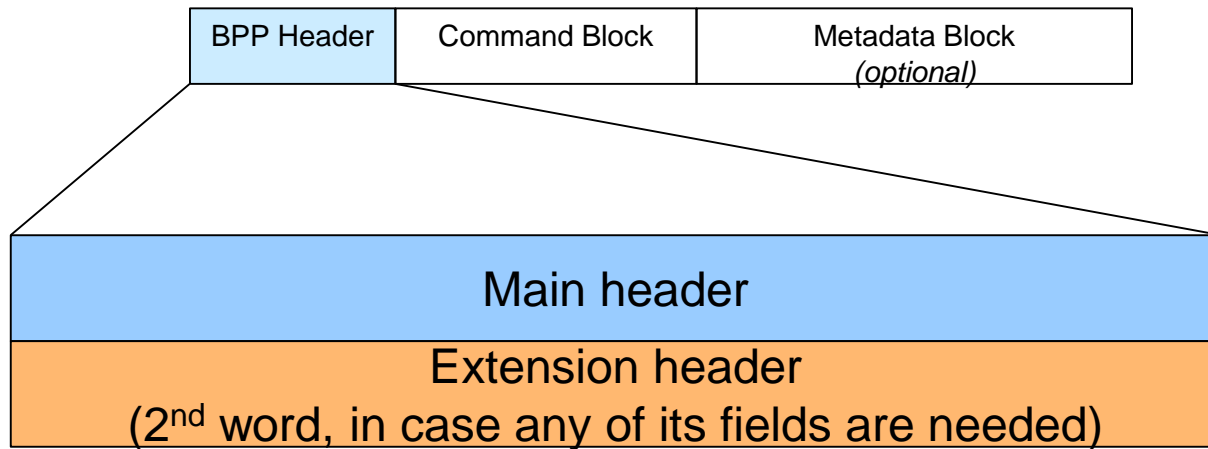 BPP Header
Command Block
Metadata Block
(optional)
Main header
Extension header
(2nd word, in case any of its fields are needed)